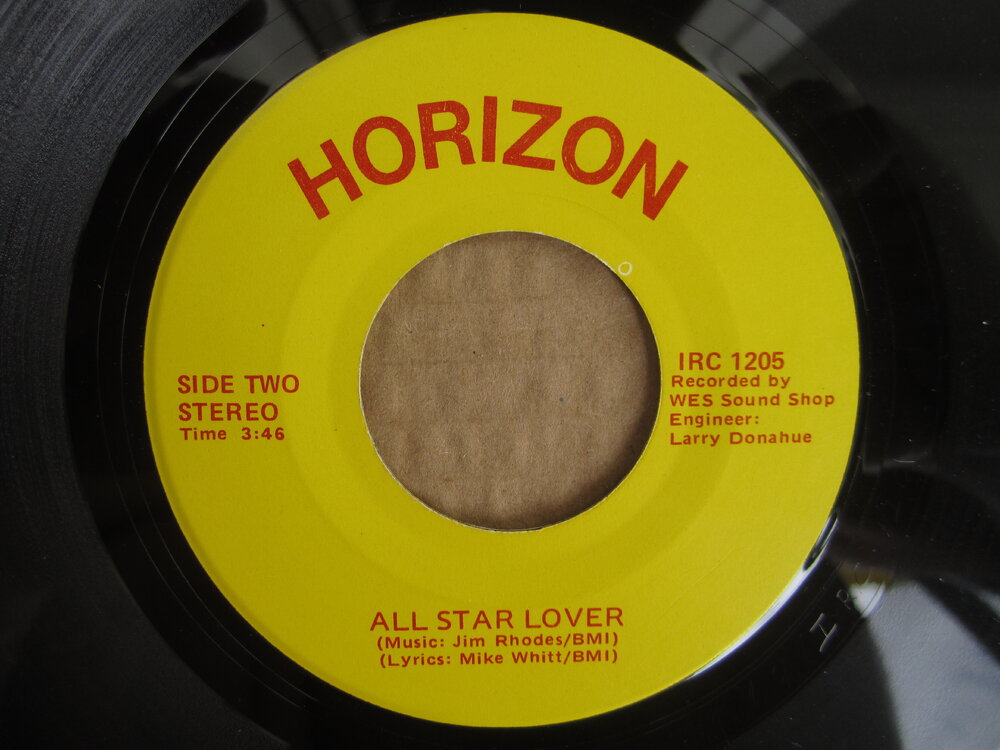 HORIZON
SIDE TWO
STEREO
Time 3:46
IRC 1205
Recorded by
WES Sound Shop
Engineer:
Larry Donahue
ALL STAR LOVER
(Music: Jim Rhodes/BMI)
(Lyrics: Mike Whitt/BMI)